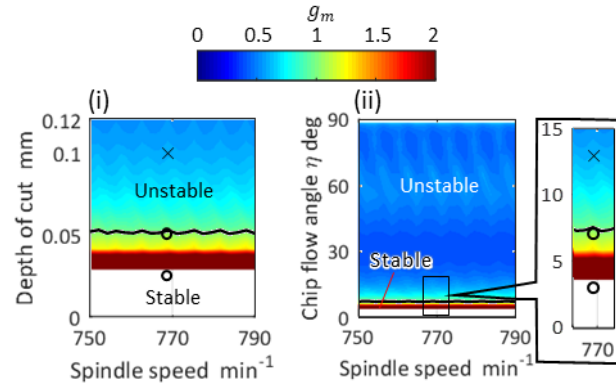 g_m
0 0.5 1 1.5 2
(i)
(ii)
0.12
0.1
0.05
0
Depth of cut mm
Unstable
Stable
750 770 790
Spindle speed min⁻¹
90
60
30
0
Chip flow angle η deg
Unstable
Stable
750 770 790
Spindle speed min⁻¹
15
10
5
0
770